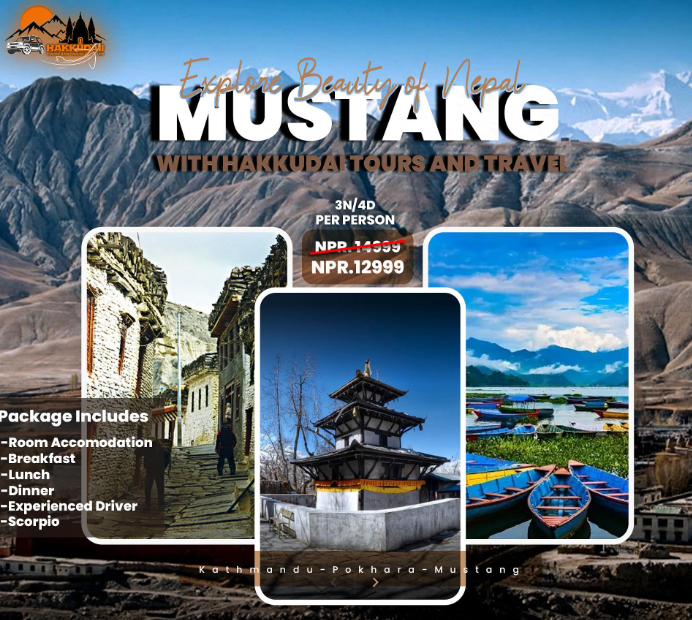 HAKKUDAI
Explore Beauty of Nepal
MUSTANG
WITH HAKKUDAI TOURS AND TRAVEL
3N/4D
PER PERSON
NPR. 14999
NPR.12999
Package Includes
-Room Accomodation
-Breakfast
-Lunch
-Dinner
-Experienced Driver
-Scorpio
Kathmandu-Pokhara-Mustang